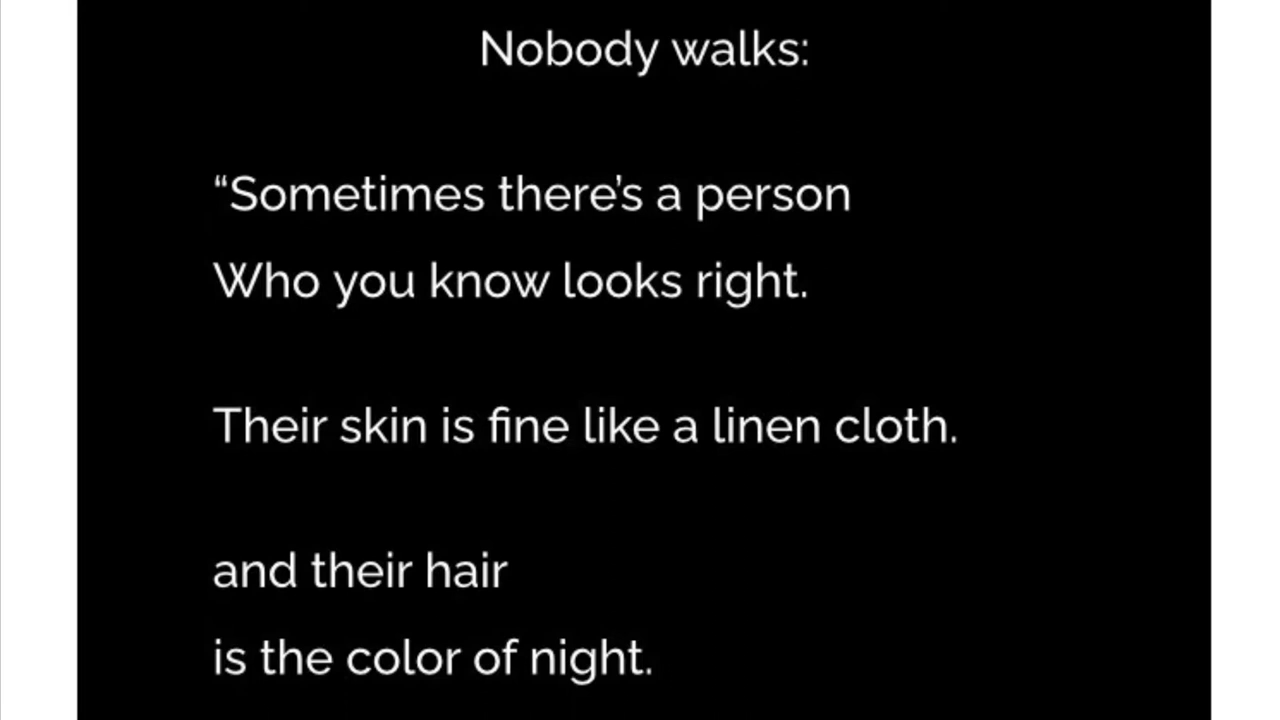 Nobody walks:
“Sometimes there’s a person
Who you know looks right.
Their skin is fine like a linen cloth.
and their hair
is the color of night.